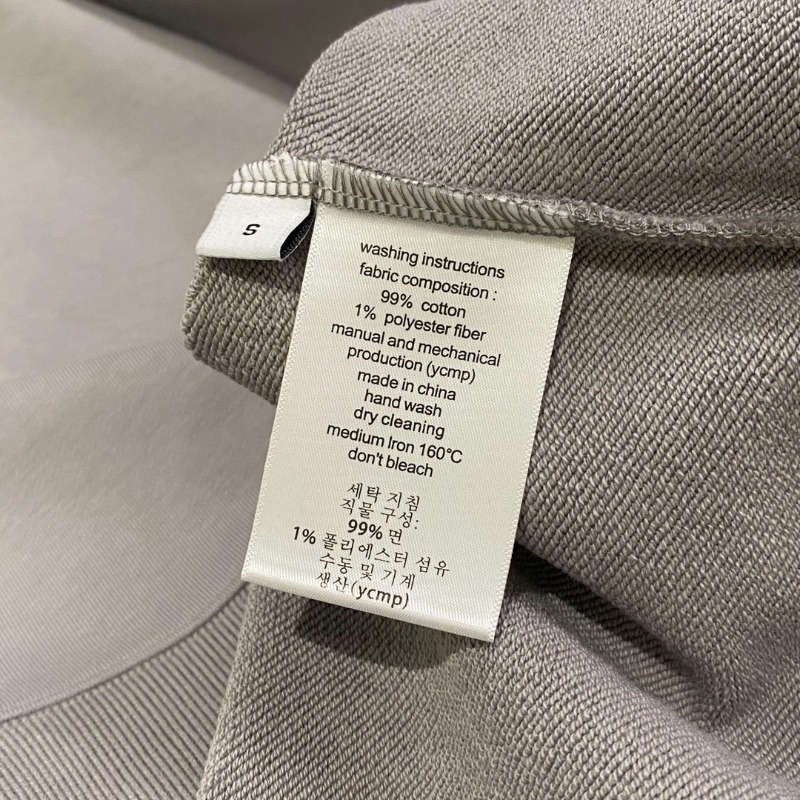 S
washing instructions
fabric composition :
99% cotton
1% polyester fiber
manual and mechanical
production (ycmp)
made in china
hand wash
dry cleaning
medium Iron 160°C
don't bleach
세탁 지침
직물 구성:
99% 면
1% 폴리에스터 섬유
수동 및 기계
생산(ycmp)